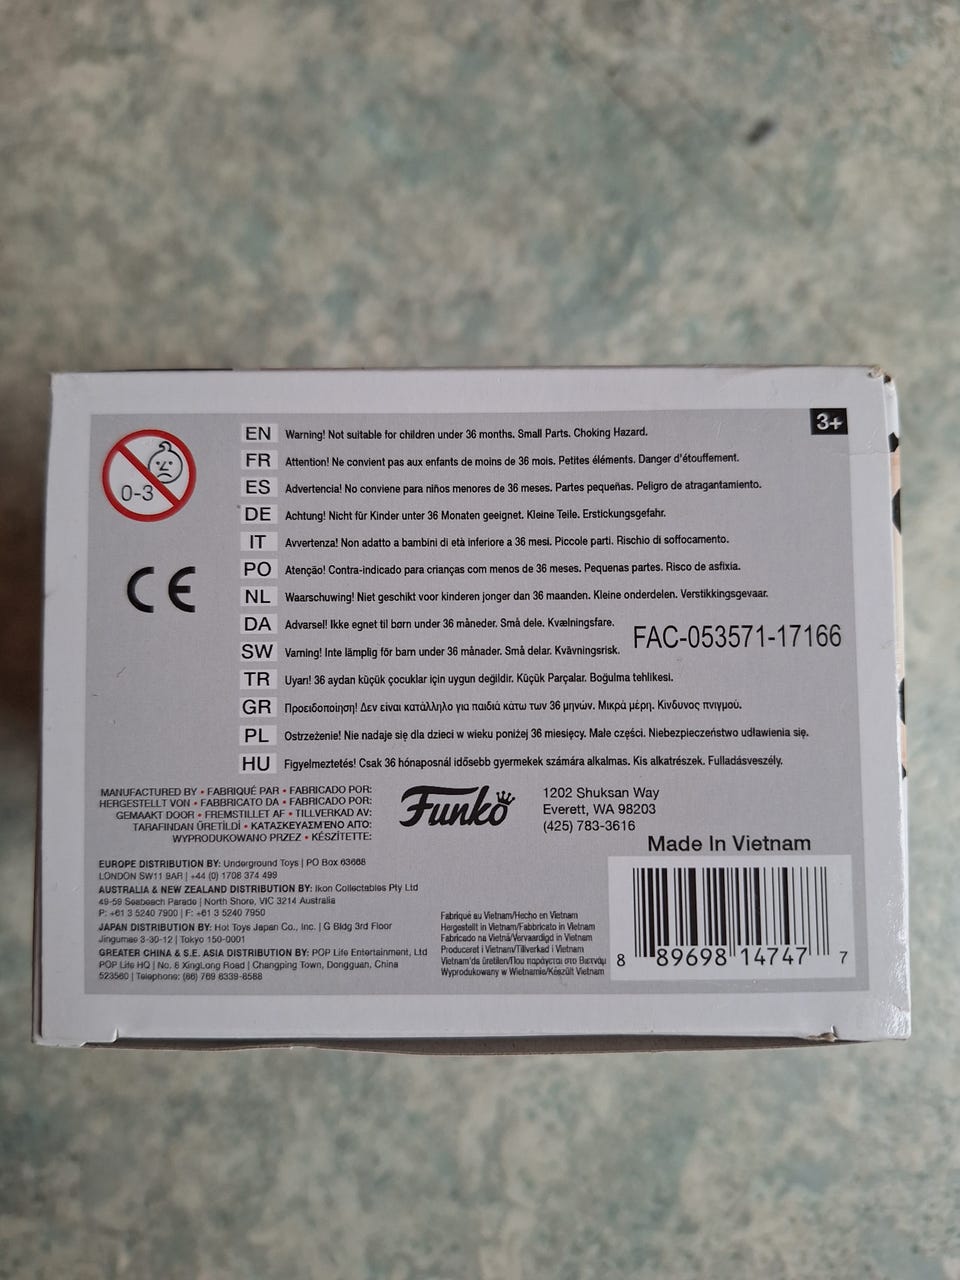 3+
0-3
EN Warning! Not suitable for children under 36 months. Small Parts. Choking Hazard.
FR Attention! Ne convient pas aux enfants de moins de 36 mois. Petites éléments. Danger d'étouffement.
ES Advertencia! No conviene para niños menores de 36 meses. Partes pequeñas. Peligro de atragantamiento.
DE Achtung! Nicht für Kinder unter 36 Monaten geeignet. Kleine Teile. Erstickungsgefahr.
IT Avvertenza! Non adatto a bambini di età inferiore a 36 mesi. Piccole parti. Rischio di soffocamento.
CE
PO Atenção! Contra-indicado para crianças com menos de 36 meses. Pequenas partes. Risco de asfixia.
NL Waarschuwing! Niet geschikt voor kinderen jonger dan 36 maanden. Kleine onderdelen. Verstikkingsgevaar.
DA Advarsel! Ikke egnet til børn under 36 måneder. Små dele. Kvælningsfare.
FAC-053571-17166
SW Varning! Inte lämplig för barn under 36 månader. Små delar. Kvävningsrisk.
TR Uyarı! 36 aydan küçük çocuklar için uygun değildir. Küçük Parçalar. Boğulma tehlikesi.
GR Προειδοποίηση! Δεν είναι κατάλληλο για παιδιά κάτω των 36 μηνών. Μικρά μέρη. Κίνδυνος πνιγμού.
PL Ostrzeżenie! Nie nadaje się dla dzieci w wieku poniżej 36 miesięcy. Małe części. Niebezpieczeństwo udławienia się.
HU Figyelmeztetés! Csak 36 hónaposnál idősebb gyermekek számára alkalmas. Kis alkatrészek. Fulladásveszély.
MANUFACTURED BY • FABRIQUÉ PAR • FABRICADO POR:
HERGESTELLT VON • FABBRICATO DA • FABRICADO POR:
GEMAAKT DOOR • FREMSTILLET AF • TILLVERKAD AV:
TARAFINDAN ÜRETİLDİ • ΚΑΤΑΣΚΕΥΑΣΜΈΝΟ ΑΠΌ:
WYPRODUKOWANO PRZEZ • KÉSZÍTETTE:
Funko
1202 Shuksan Way
Everett, WA 98203
(425) 783-3616
Made In Vietnam
EUROPE DISTRIBUTION BY: Underground Toys | PO Box 63668
LONDON SW11 9AR | +44 (0) 1708 374 499
AUSTRALIA & NEW ZEALAND DISTRIBUTION BY: Ikon Collectables Pty Ltd
49-59 Seabeach Parade | North Shore, VIC 3214 Australia
P: +61 3 5240 7900 | F: +61 3 5240 7950
JAPAN DISTRIBUTION BY: Hot Toys Japan Co., Inc. | G Bldg 3rd Floor
Jingumae 3-30-12 | Tokyo 150-0001
GREATER CHINA & S.E. ASIA DISTRIBUTION BY: POP Life Entertainment, Ltd
POP Life HQ | No. 8 XingLong Road | Changping Town, Dongguan, China
523560 | Telephone: (86) 769 8339-8588
Fabriqué au Vietnam/Hecho en Vietnam
Hergestellt in Vietnam/Fabbricato in Vietnam
Fabricado na Vietnã/Vervaardigd in Vietnam
Produceret i Vietnam/Tillverkad i Vietnam
Vietnam'da üretilen/Που παράγεται στο Βιετνάμ
Wyprodukowany w Wietnamie/Készült Vietnam
8 89698 14747 7